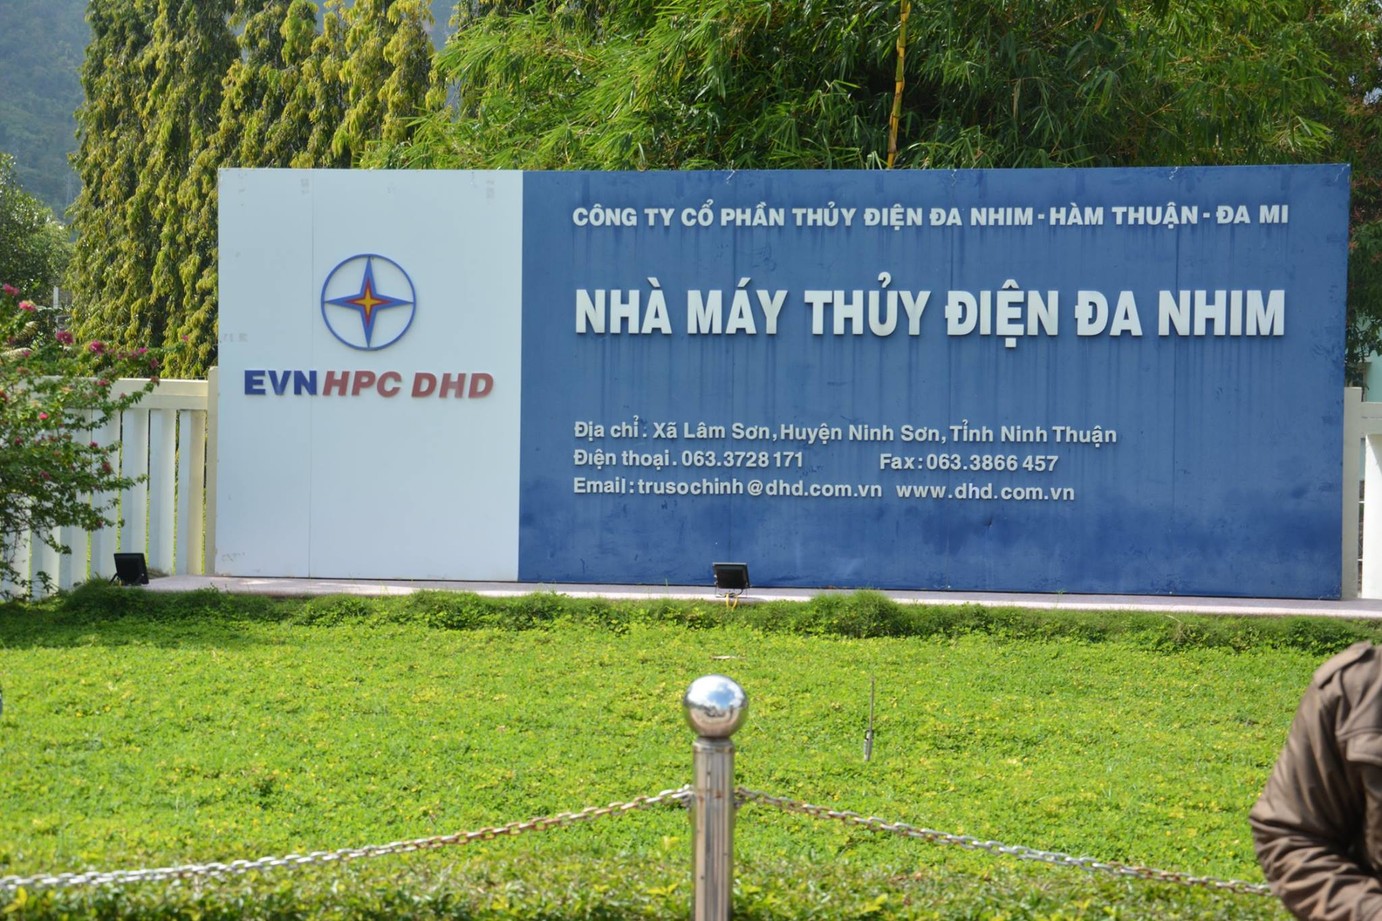 CÔNG TY CỔ PHẦN THỦY ĐIỆN ĐA NHIM - HÀM THUẬN - ĐA MI
NHÀ MÁY THỦY ĐIỆN ĐA NHIM
EVNHPC DHD
Địa chỉ : Xã Lâm Sơn, Huyện Ninh Sơn, Tỉnh Ninh Thuận
Điện thoại . 063.3728 171 Fax: 063.3866 457
Email: trusochinh@dhd.com.vn www.dhd.com.vn